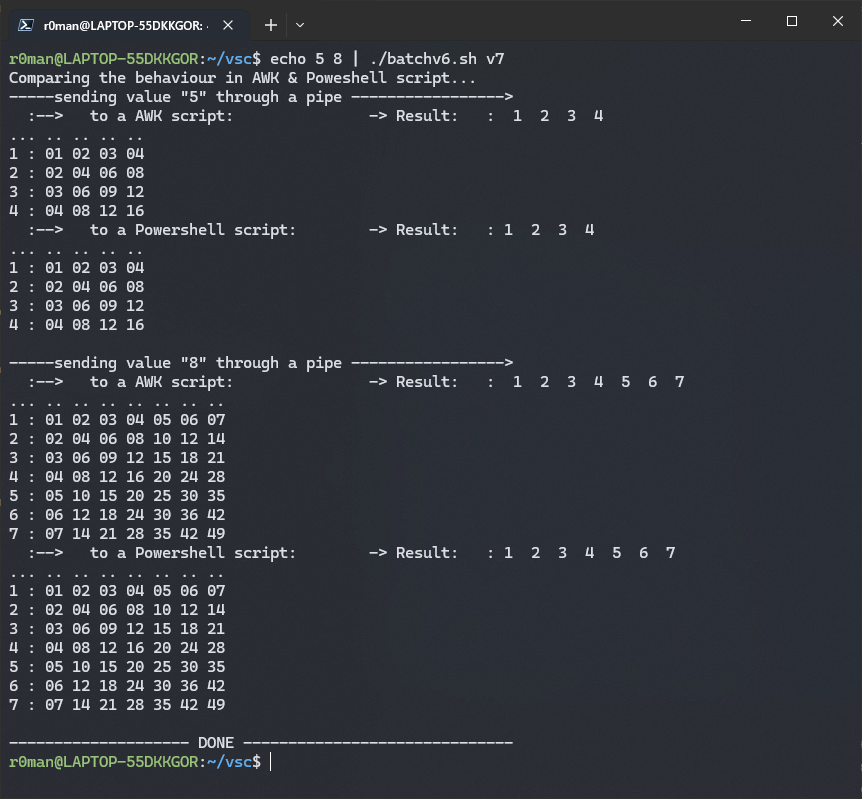 r0man@LAPTOP-55DKKGOR: ·
r0man@LAPTOP-55DKKGOR:~/vsc$ echo 5 8 | ./batchv6.sh v7
Comparing the behaviour in AWK & Poweshell script...
-----sending value "5" through a pipe ----------------->
  :-->   to a AWK script:               -> Result:   :  1  2  3  4
... .. .. .. ..
1 : 01 02 03 04
2 : 02 04 06 08
3 : 03 06 09 12
4 : 04 08 12 16
  :-->   to a Powershell script:        -> Result:   : 1  2  3  4
... .. .. .. ..
1 : 01 02 03 04
2 : 02 04 06 08
3 : 03 06 09 12
4 : 04 08 12 16
-----sending value "8" through a pipe ----------------->
  :-->   to a AWK script:               -> Result:   :  1  2  3  4  5  6  7
... .. .. .. .. .. .. ..
1 : 01 02 03 04 05 06 07
2 : 02 04 06 08 10 12 14
3 : 03 06 09 12 15 18 21
4 : 04 08 12 16 20 24 28
5 : 05 10 15 20 25 30 35
6 : 06 12 18 24 30 36 42
7 : 07 14 21 28 35 42 49
  :-->   to a Powershell script:        -> Result:   : 1  2  3  4  5  6  7
... .. .. .. .. .. .. ..
1 : 01 02 03 04 05 06 07
2 : 02 04 06 08 10 12 14
3 : 03 06 09 12 15 18 21
4 : 04 08 12 16 20 24 28
5 : 05 10 15 20 25 30 35
6 : 06 12 18 24 30 36 42
7 : 07 14 21 28 35 42 49
-------------------- DONE ------------------------------
r0man@LAPTOP-55DKKGOR:~/vsc$